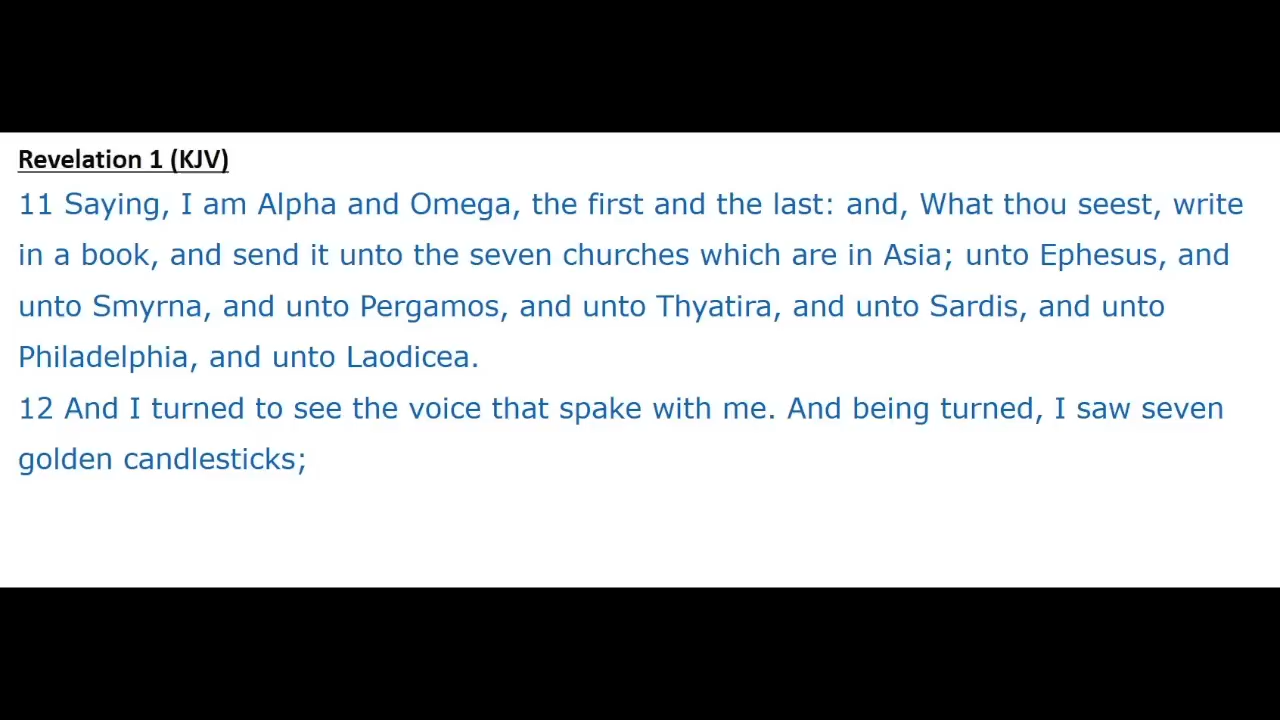 Revelation 1 (KJV)
11 Saying, I am Alpha and Omega, the first and the last: and, What thou seest, write
in a book, and send it unto the seven churches which are in Asia; unto Ephesus, and
unto Smyrna, and unto Pergamos, and unto Thyatira, and unto Sardis, and unto
Philadelphia, and unto Laodicea.
12 And I turned to see the voice that spake with me. And being turned, I saw seven
golden candlesticks;